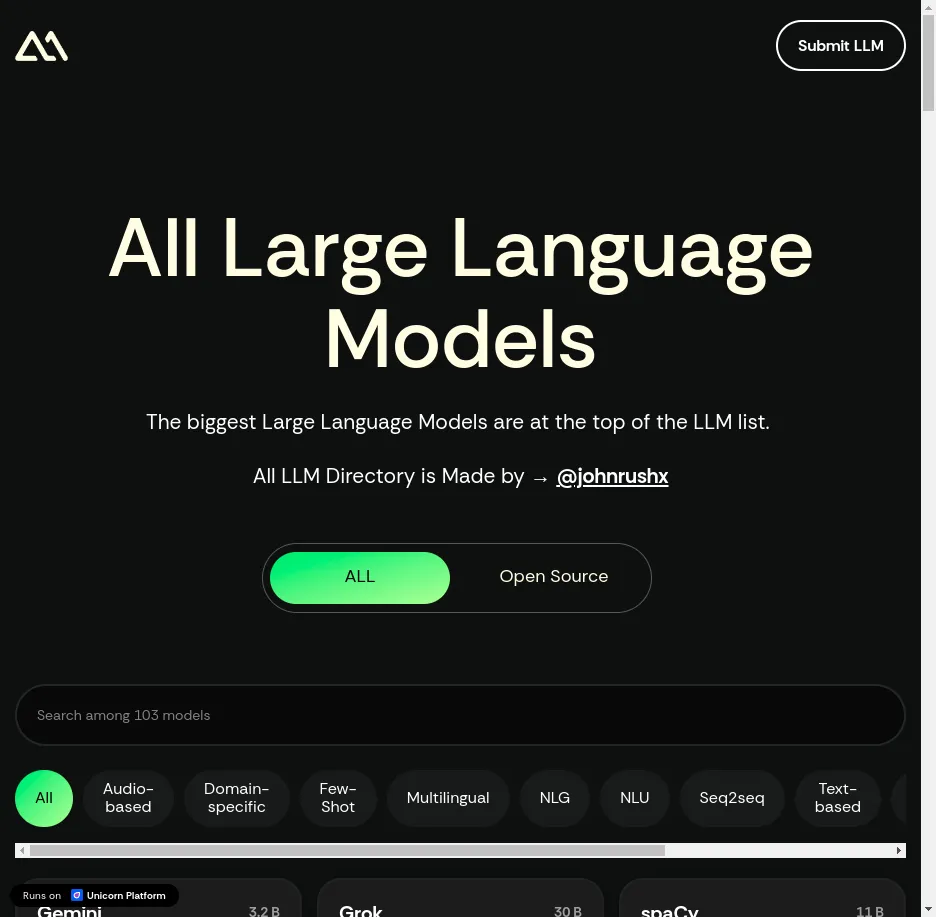 Submit LLM
All Large Language
Models
The biggest Large Language Models are at the top of the LLM list.
All LLM Directory is Made by → @johnrushx
ALL
Open Source
Search among 103 models
All
Audio-
based
Domain-
specific
Few-
Shot
Multilingual
NLG
NLU
Seq2seq
Text-
based
Runs on Unicorn Platform
Gemini 3.2 B
Grok 30 B
spaCy 11 B